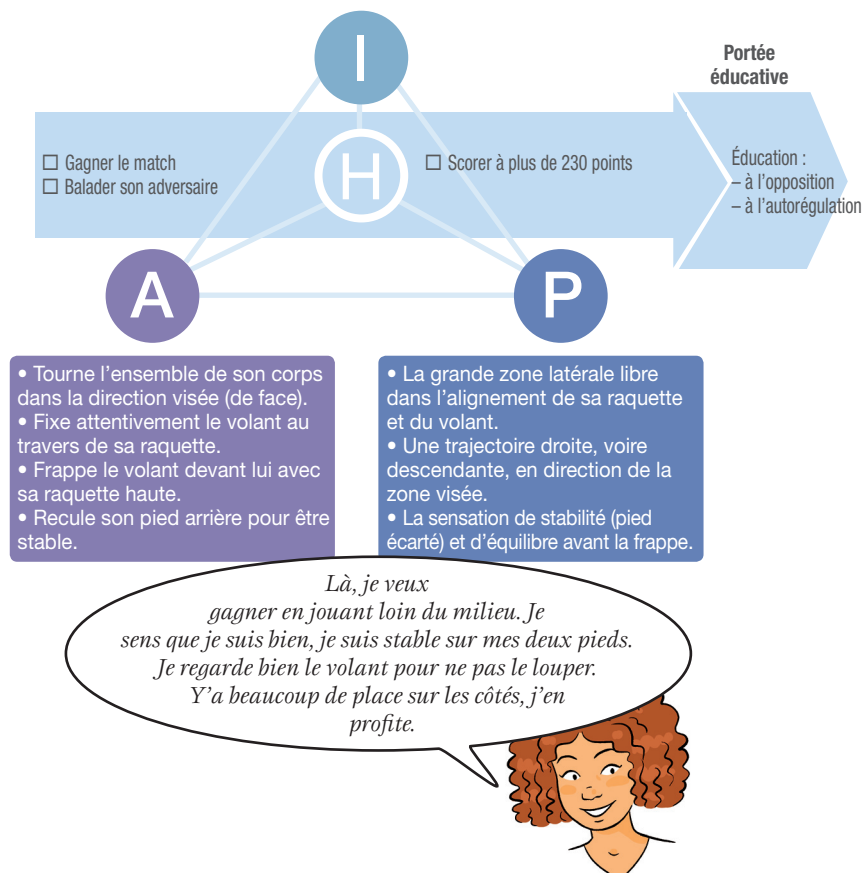 I
Portée
éducative
☐ Gagner le match
☐ Balader son adversaire
H
☐ Scorer à plus de 230 points
Éducation :
– à l'opposition
– à l'autorégulation
A
P
• Tourne l'ensemble de son corps
dans la direction visée (de face).
• Fixe attentivement le volant au
travers de sa raquette.
• Frappe le volant devant lui avec
sa raquette haute.
• Recule son pied arrière pour être
stable.
• La grande zone latérale libre
dans l'alignement de sa raquette
et du volant.
• Une trajectoire droite, voire
descendante, en direction de la
zone visée.
• La sensation de stabilité (pied
écarté) et d'équilibre avant la frappe.
Là, je veux
gagner en jouant loin du milieu. Je
sens que je suis bien, je suis stable sur mes deux pieds.
Je regarde bien le volant pour ne pas le louper.
Y'a beaucoup de place sur les côtés, j'en
profite.